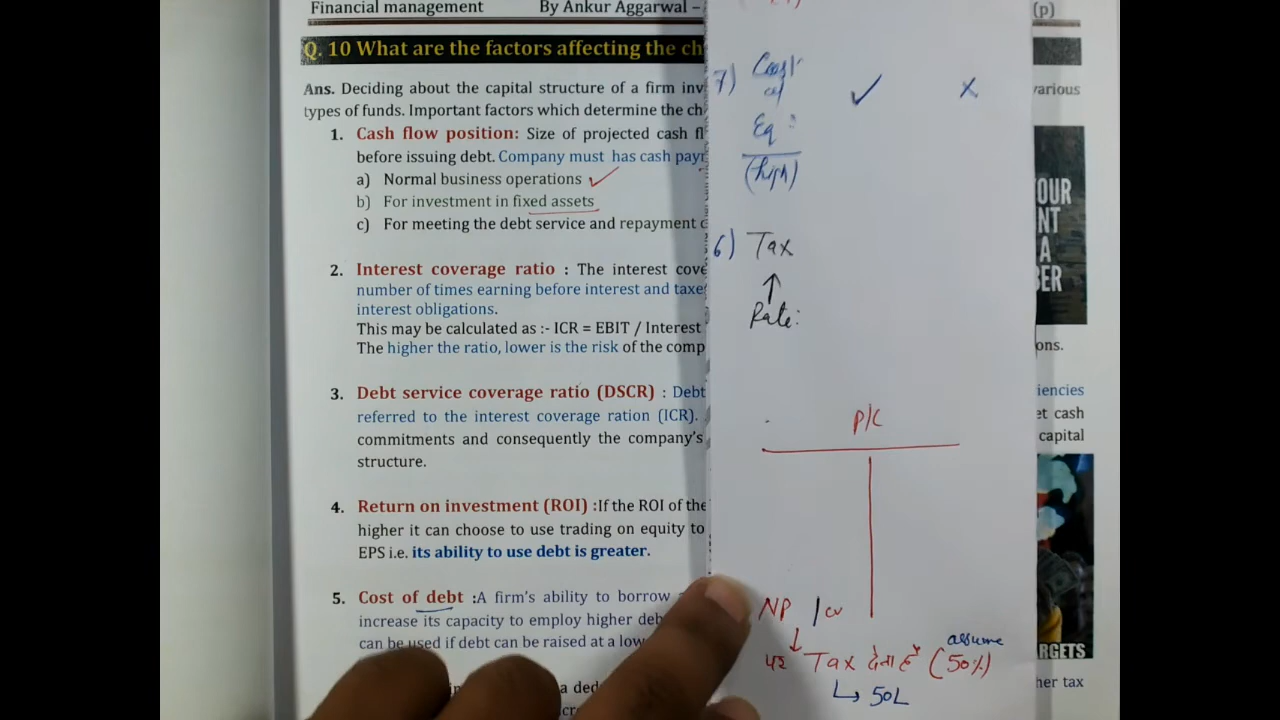 Financial management By Ankur Aggarwal –
(p)
Q. 10 What are the factors affecting the ch
Ans. Deciding about the capital structure of a firm inv
various
types of funds. Important factors which determine the ch
1. Cash flow position: Size of projected cash fl
before issuing debt. Company must has cash payr
a) Normal business operations
b) For investment in fixed assets
c) For meeting the debt service and repayment
2. Interest coverage ratio : The interest cove
number of times earning before interest and taxe
interest obligations.
This may be calculated as :- ICR = EBIT / Interest
ons.
The higher the ratio, lower is the risk of the comp
3. Debt service coverage ratio (DSCR) : Debt
iencies
referred to the interest coverage ration (ICR).
et cash
commitments and consequently the company's
capital
structure.
4. Return on investment (ROI) :If the ROI of the
higher it can choose to use trading on equity to
EPS i.e. its ability to use debt is greater.
5. Cost of debt :A firm's ability to borrow
increase its capacity to employ higher deb
can be used if debt can be raised at a low
a ded
her tax
OUR
NT
A
BER
RGETS
7) Cost
of
Eq :
(high)
✓ ×
6) Tax
↑
Rate:
P/L
NP / cr
↓
पर Tax देना है (50%)
assume
↳ 50L